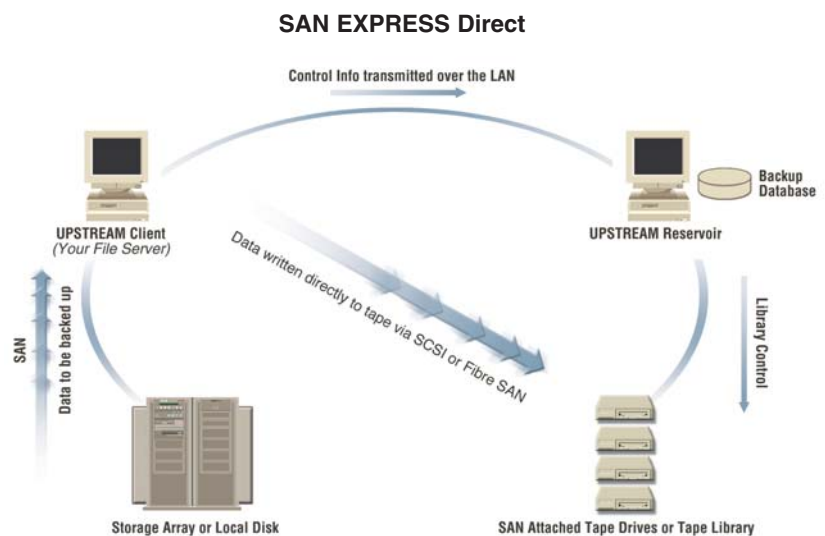 SAN EXPRESS Direct
Control Info transmitted over the LAN
Backup
Database
UPSTREAM Client
(Your File Server)
UPSTREAM Reservoir
Data written directly to tape via SCSI or Fibre SAN
SAN
Data to be backed up
Library Control
Storage Array or Local Disk
SAN Attached Tape Drives or Tape Library